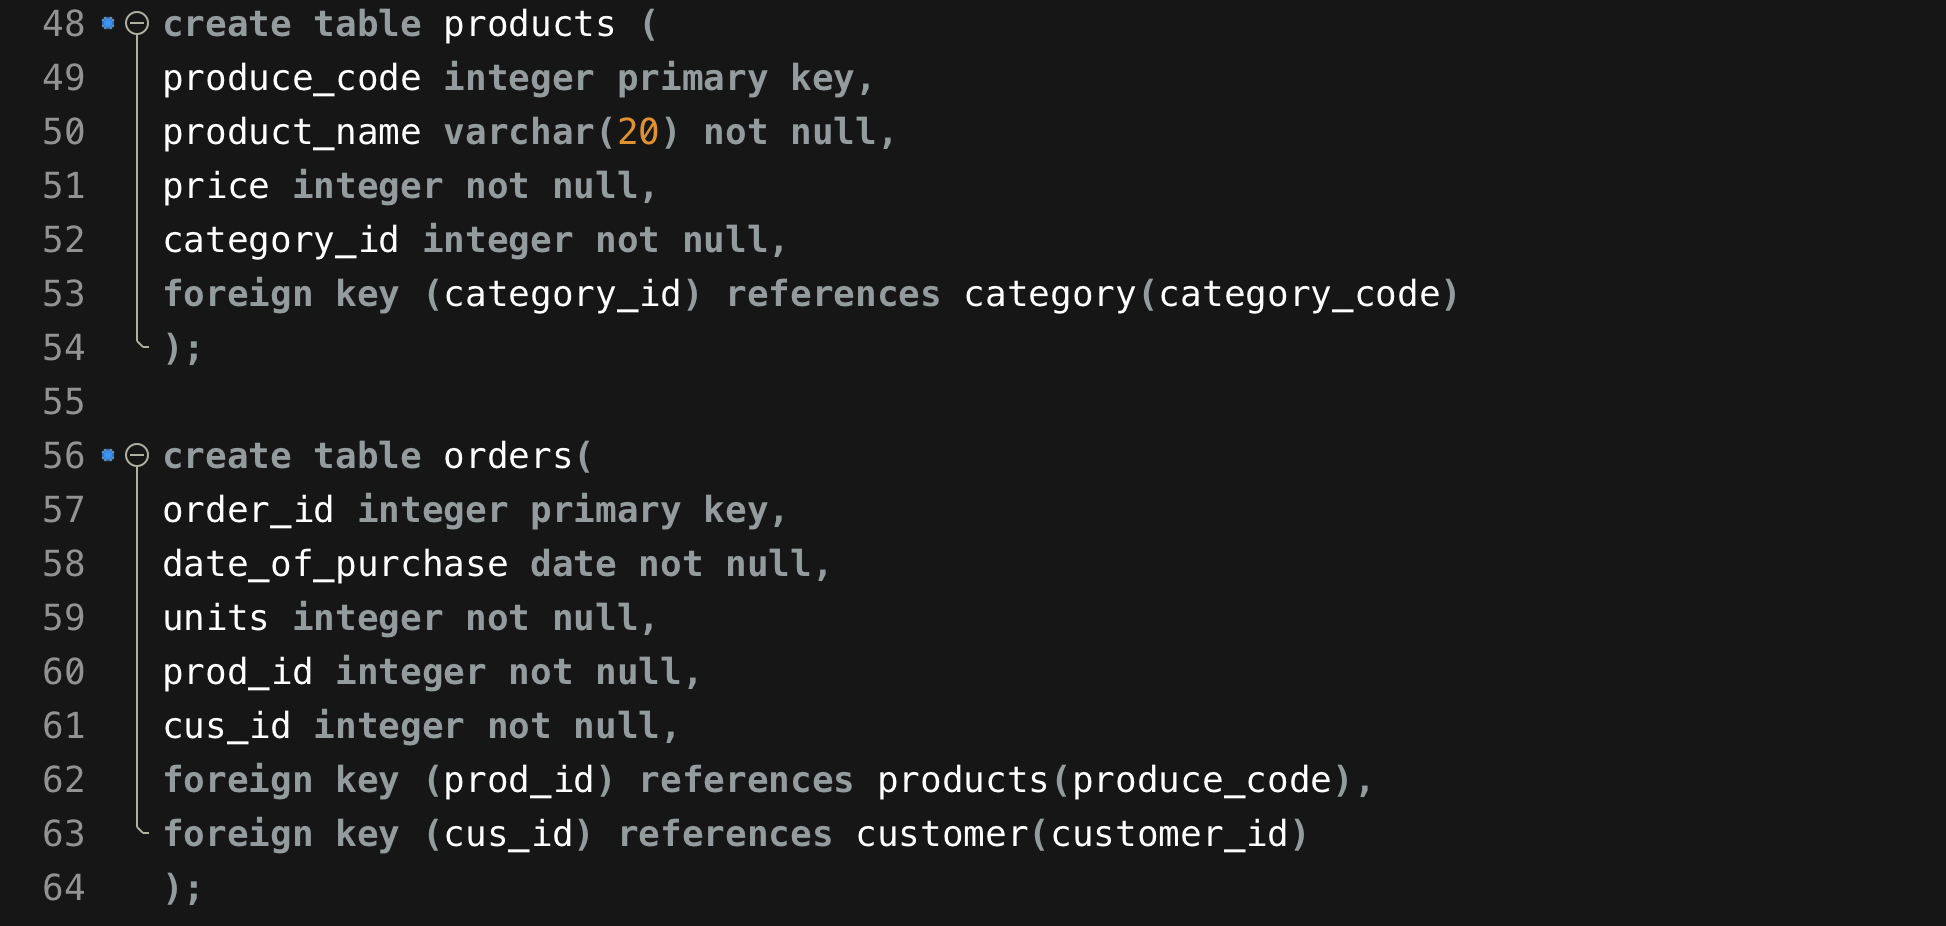 48 create table products (
49 produce_code integer primary key,
50 product_name varchar(20) not null,
51 price integer not null,
52 category_id integer not null,
53 foreign key (category_id) references category(category_code)
54 );
55
56 create table orders(
57 order_id integer primary key,
58 date_of_purchase date not null,
59 units integer not null,
60 prod_id integer not null,
61 cus_id integer not null,
62 foreign key (prod_id) references products(produce_code),
63 foreign key (cus_id) references customer(customer_id)
64 );